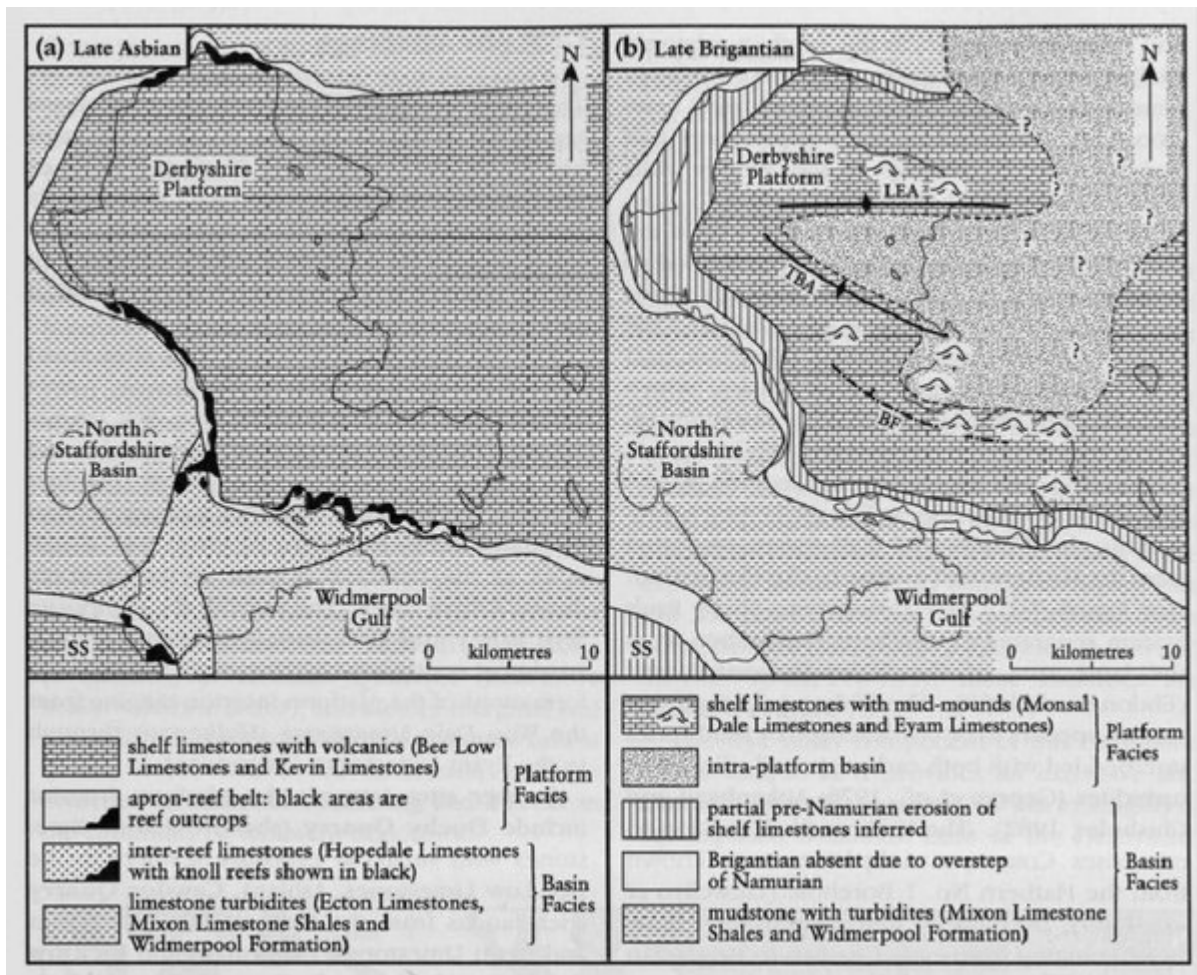 (a) Late Asbian
N
Derbyshire
Platform
North
Staffordshire
Basin
Widmerpool
Gulf
SS
0 kilometres 10
shelf limestones with volcanics (Bee Low
Limestones and Kevin Limestones)
apron-reef belt: black areas are
reef outcrops
Platform
Facies
inter-reef limestones (Hopedale Limestones
with knoll reefs shown in black)
limestone turbidites (Ecton Limestones,
Mixon Limestone Shales and
Widmerpool Formation)
Basin
Facies
(b) Late Brigantian
N
Derbyshire
Platform
LEA
TBA
BF
?
?
?
?
?
?
?
North
Staffordshire
Basin
Widmerpool
Gulf
SS
0 kilometres 10
shelf limestones with mud-mounds (Monsal
Dale Limestones and Eyam Limestones)
intra-platform basin
Platform
Facies
partial pre-Namurian erosion of
shelf limestones inferred
Brigantian absent due to overstep
of Namurian
mudstone with turbidites (Mixon Limestone
Shales and Widmerpool Formation)
Basin
Facies